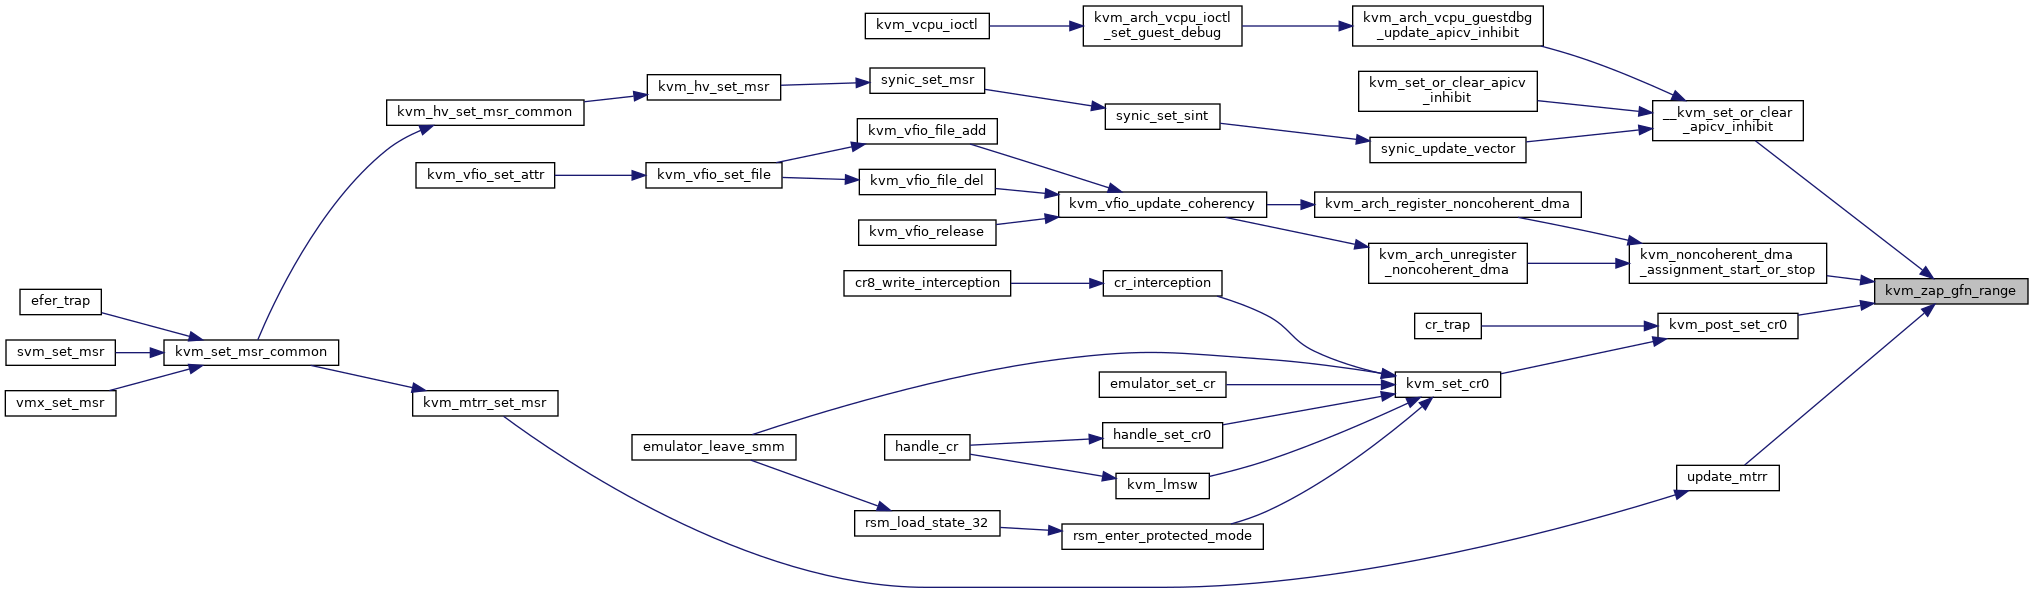 kvm_vcpu_ioctl
kvm_arch_vcpu_ioctl
_set_guest_debug
kvm_arch_vcpu_guestdbg
_update_apicv_inhibit
kvm_hv_set_msr_common
kvm_hv_set_msr
synic_set_msr
synic_set_sint
kvm_set_or_clear_apicv
_inhibit
synic_update_vector
__kvm_set_or_clear
_apicv_inhibit
kvm_vfio_set_attr
kvm_vfio_set_file
kvm_vfio_file_add
kvm_vfio_file_del
kvm_vfio_release
kvm_vfio_update_coherency
kvm_arch_register_noncoherent_dma
kvm_arch_unregister
_noncoherent_dma
kvm_noncoherent_dma
_assignment_start_or_stop
kvm_zap_gfn_range
cr8_write_interception
cr_interception
cr_trap
kvm_post_set_cr0
efer_trap
svm_set_msr
vmx_set_msr
kvm_set_msr_common
kvm_mtrr_set_msr
emulator_set_cr
kvm_set_cr0
emulator_leave_smm
handle_cr
handle_set_cr0
kvm_lmsw
rsm_load_state_32
rsm_enter_protected_mode
update_mtrr